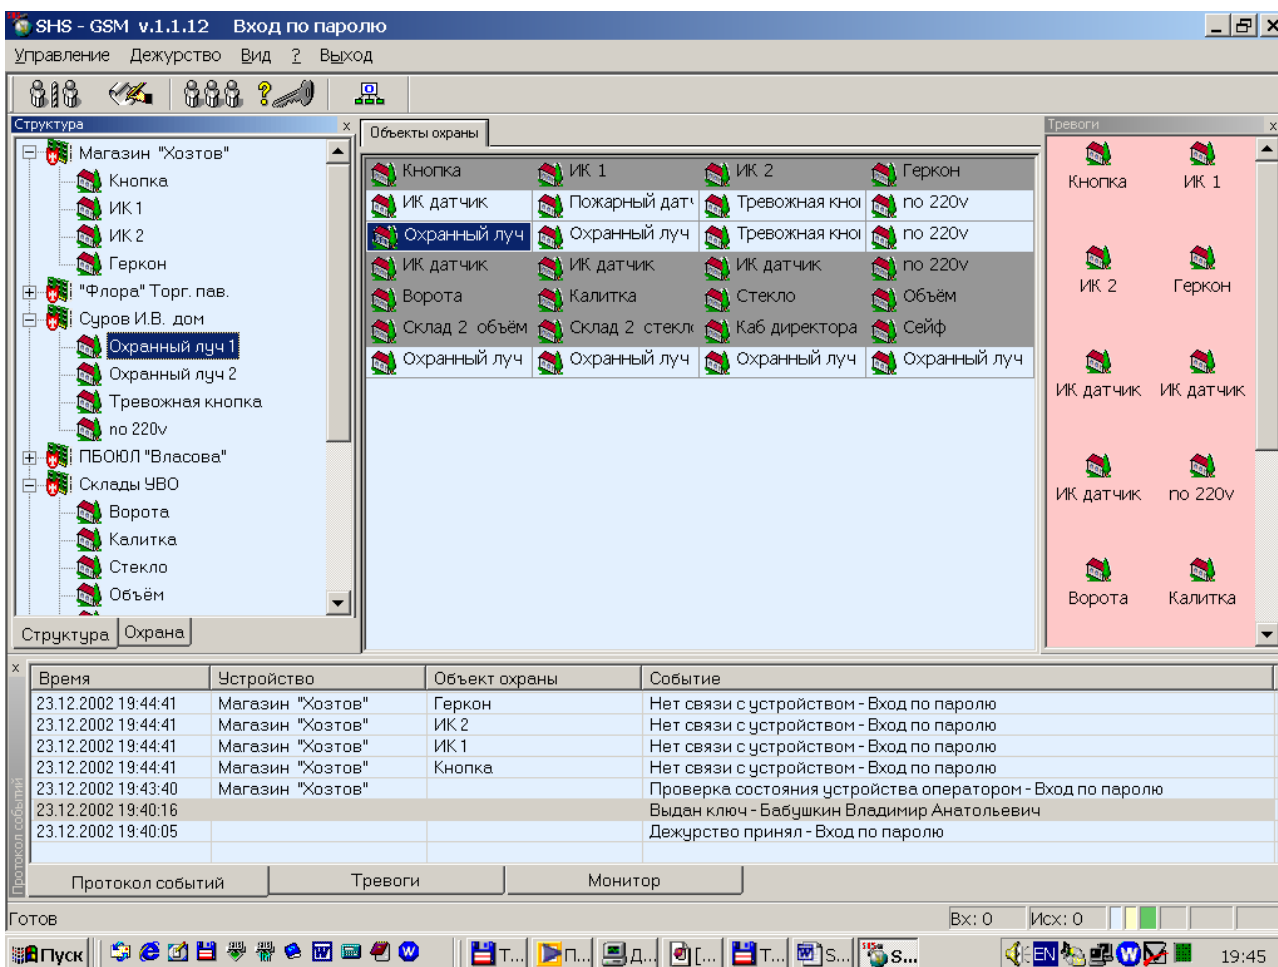 SHS - GSM v.1.1.12 Вход по паролю
Управление Дежурство Вид ? Выход
Структура x
Магазин "Хозтов"
Кнопка
ИК 1
ИК 2
Геркон
"Флора" Торг. пав.
Суров И.В. дом
Охранный луч 1
Охранный луч 2
Тревожная кнопка
по 220v
ПБОЮЛ "Власова"
Склады УВО
Ворота
Калитка
Стекло
Объём
Структура Охрана
Объекты охраны
Кнопка ИК 1 ИК 2 Геркон
ИК датчик Пожарный датч Тревожная кноп по 220v
Охранный луч Охранный луч Тревожная кноп по 220v
ИК датчик ИК датчик ИК датчик по 220v
Ворота Калитка Стекло Объём
Склад 2 объём Склад 2 стекл Каб директора Сейф
Охранный луч Охранный луч Охранный луч Охранный луч
Тревоги x
Кнопка ИК 1
ИК 2 Геркон
ИК датчик ИК датчик
ИК датчик по 220v
Ворота Калитка
x
Протокол событий
Время Устройство Объект охраны Событие
23.12.2002 19:44:41 Магазин "Хозтов" Геркон Нет связи с устройством - Вход по паролю
23.12.2002 19:44:41 Магазин "Хозтов" ИК 2 Нет связи с устройством - Вход по паролю
23.12.2002 19:44:41 Магазин "Хозтов" ИК 1 Нет связи с устройством - Вход по паролю
23.12.2002 19:44:41 Магазин "Хозтов" Кнопка Нет связи с устройством - Вход по паролю
23.12.2002 19:43:40 Магазин "Хозтов" Проверка состояния устройства оператором - Вход по паролю
23.12.2002 19:40:16 Выдан ключ - Бабушкин Владимир Анатольевич
23.12.2002 19:40:05 Дежурство принял - Вход по паролю
Протокол событий Тревоги Монитор
Готов Вх: 0 Исх: 0
Пуск T... П... Д... [... T... S... S... EN 19:45